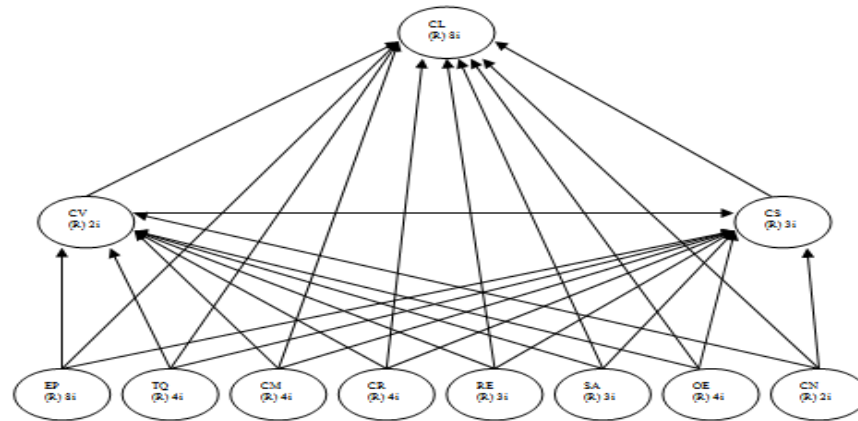 CL
(R) 8i
CV
(R) 2i
CS
(R) 3i
EP
(R) 8i
TQ
(R) 4i
CM
(R) 4i
CR
(R) 4i
RE
(R) 3i
SA
(R) 3i
OE
(R) 4i
CN
(R) 2i